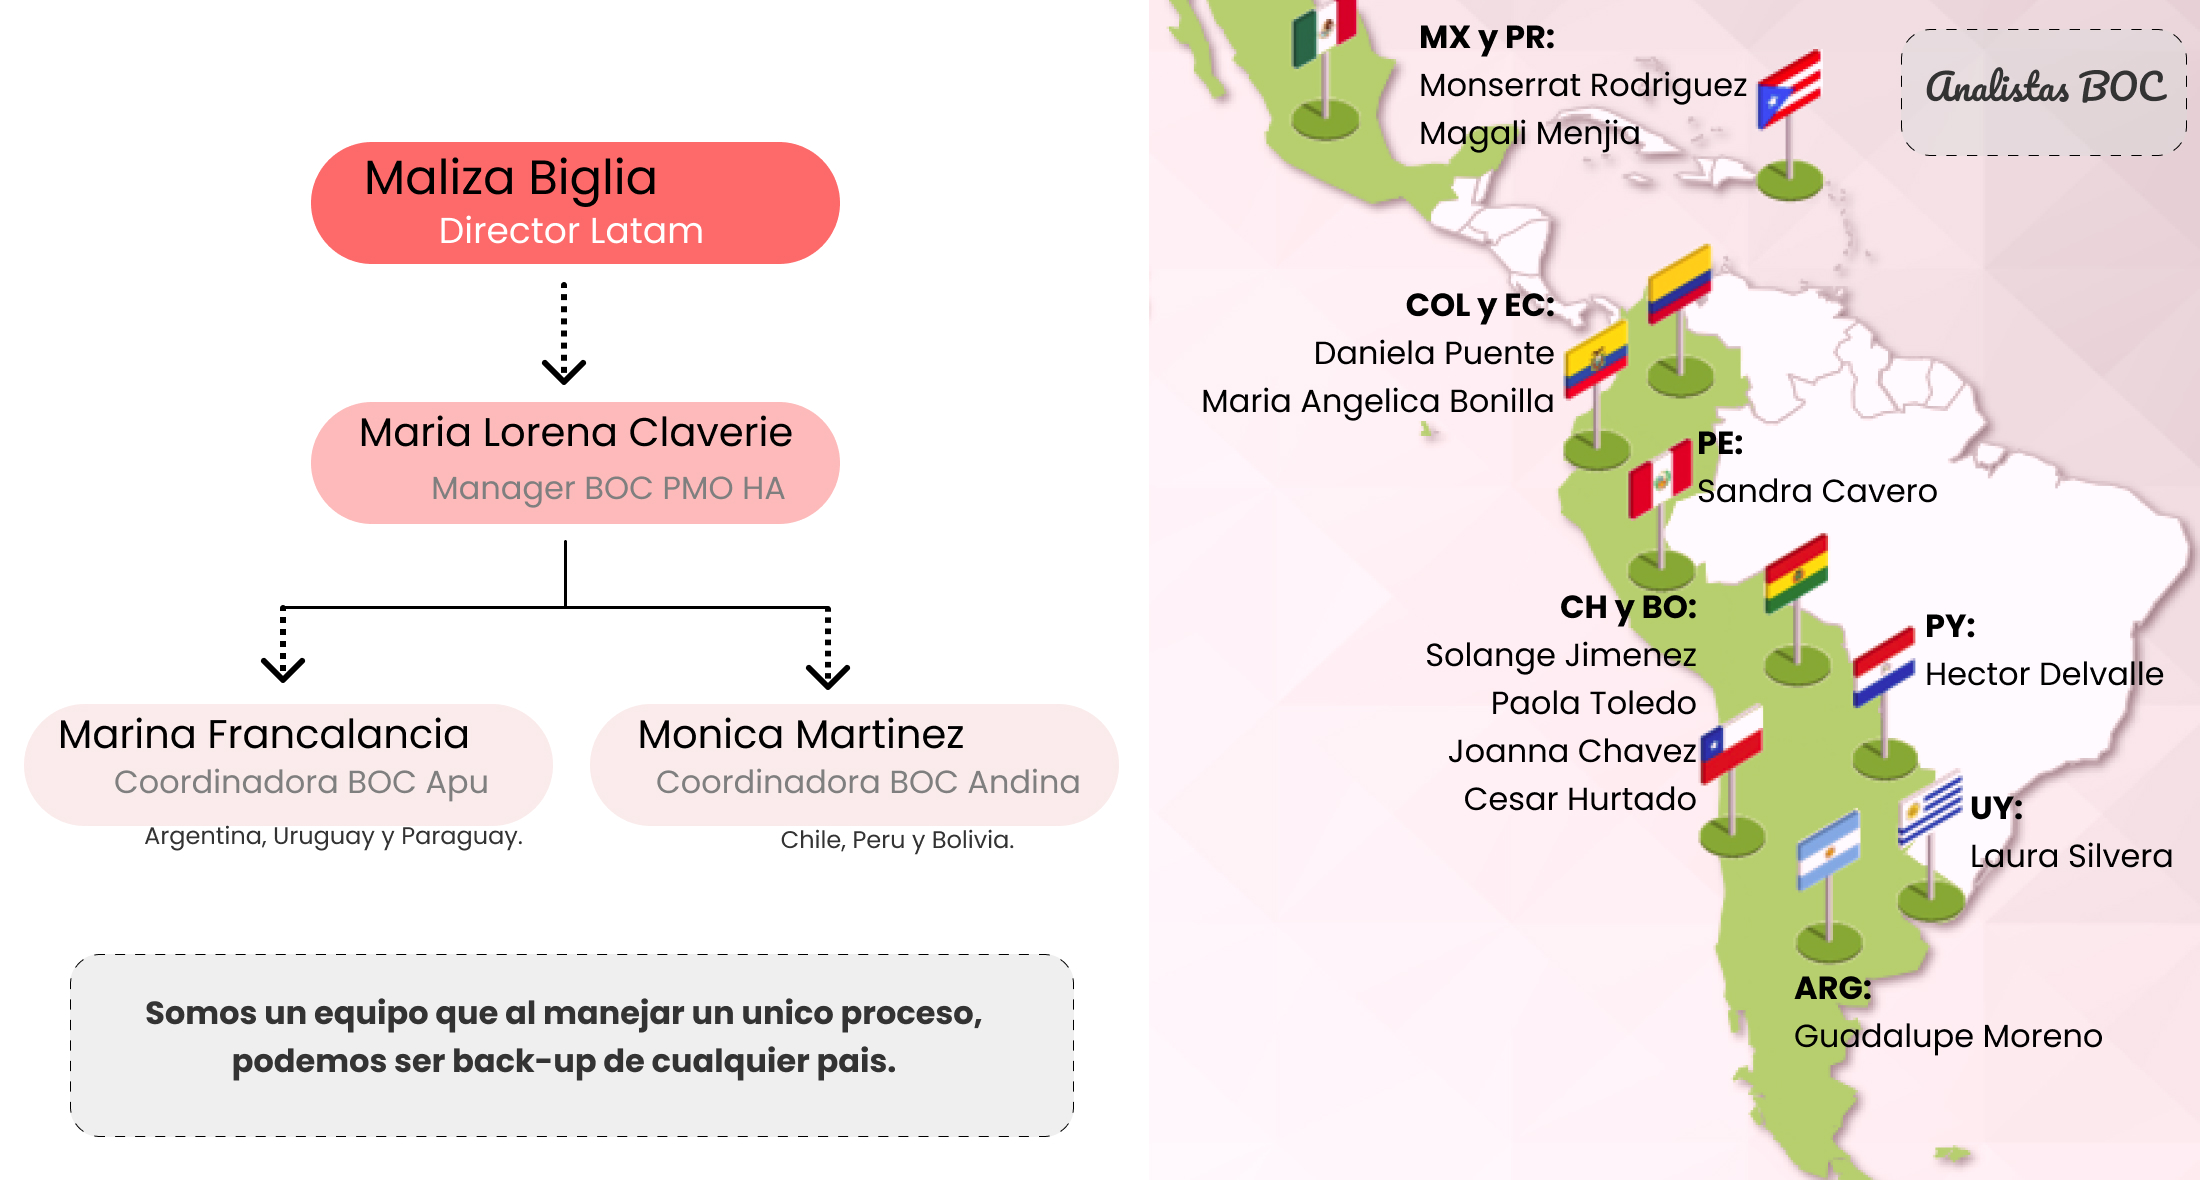 Maliza Biglia
Director Latam
Maria Lorena Claverie
Manager BOC PMO HA
Marina Francalancia
Coordinadora BOC Apu
Argentina, Uruguay y Paraguay.
Monica Martinez
Coordinadora BOC Andina
Chile, Peru y Bolivia.
Somos un equipo que al manejar un unico proceso,
podemos ser back-up de cualquier pais.
Analistas BOC
MX y PR:
Monserrat Rodriguez
Magali Menjia
COL y EC:
Daniela Puente
Maria Angelica Bonilla
PE:
Sandra Cavero
CH y BO:
Solange Jimenez
Paola Toledo
Joanna Chavez
Cesar Hurtado
PY:
Hector Delvalle
UY:
Laura Silvera
ARG:
Guadalupe Moreno